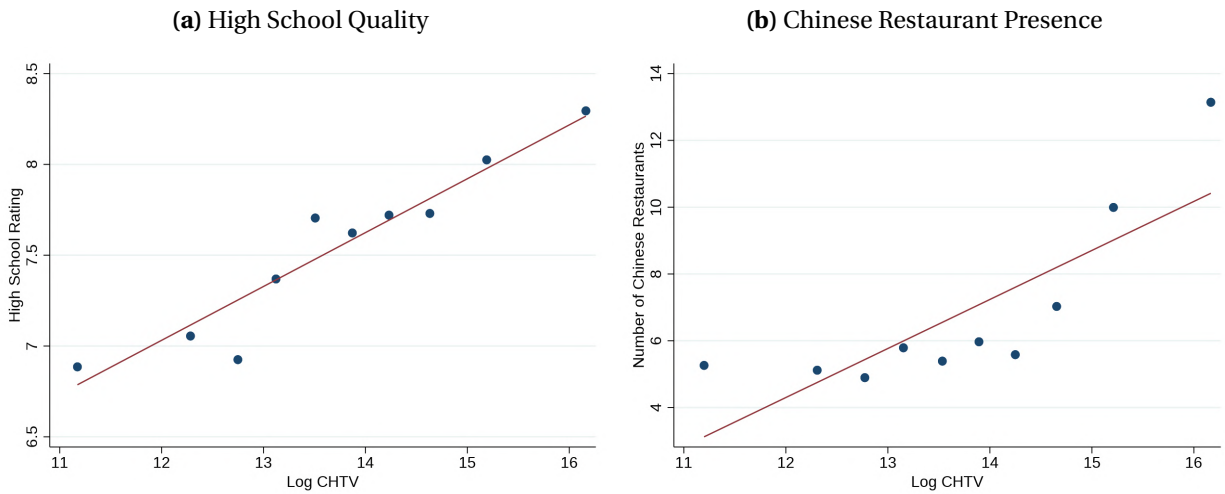 (a) High School Quality
High School Rating
8.5
8
7.5
7
6.5
11 12 13 14 15 16
Log CHTV
(b) Chinese Restaurant Presence
Number of Chinese Restaurants
14
12
10
8
6
4
11 12 13 14 15 16
Log CHTV